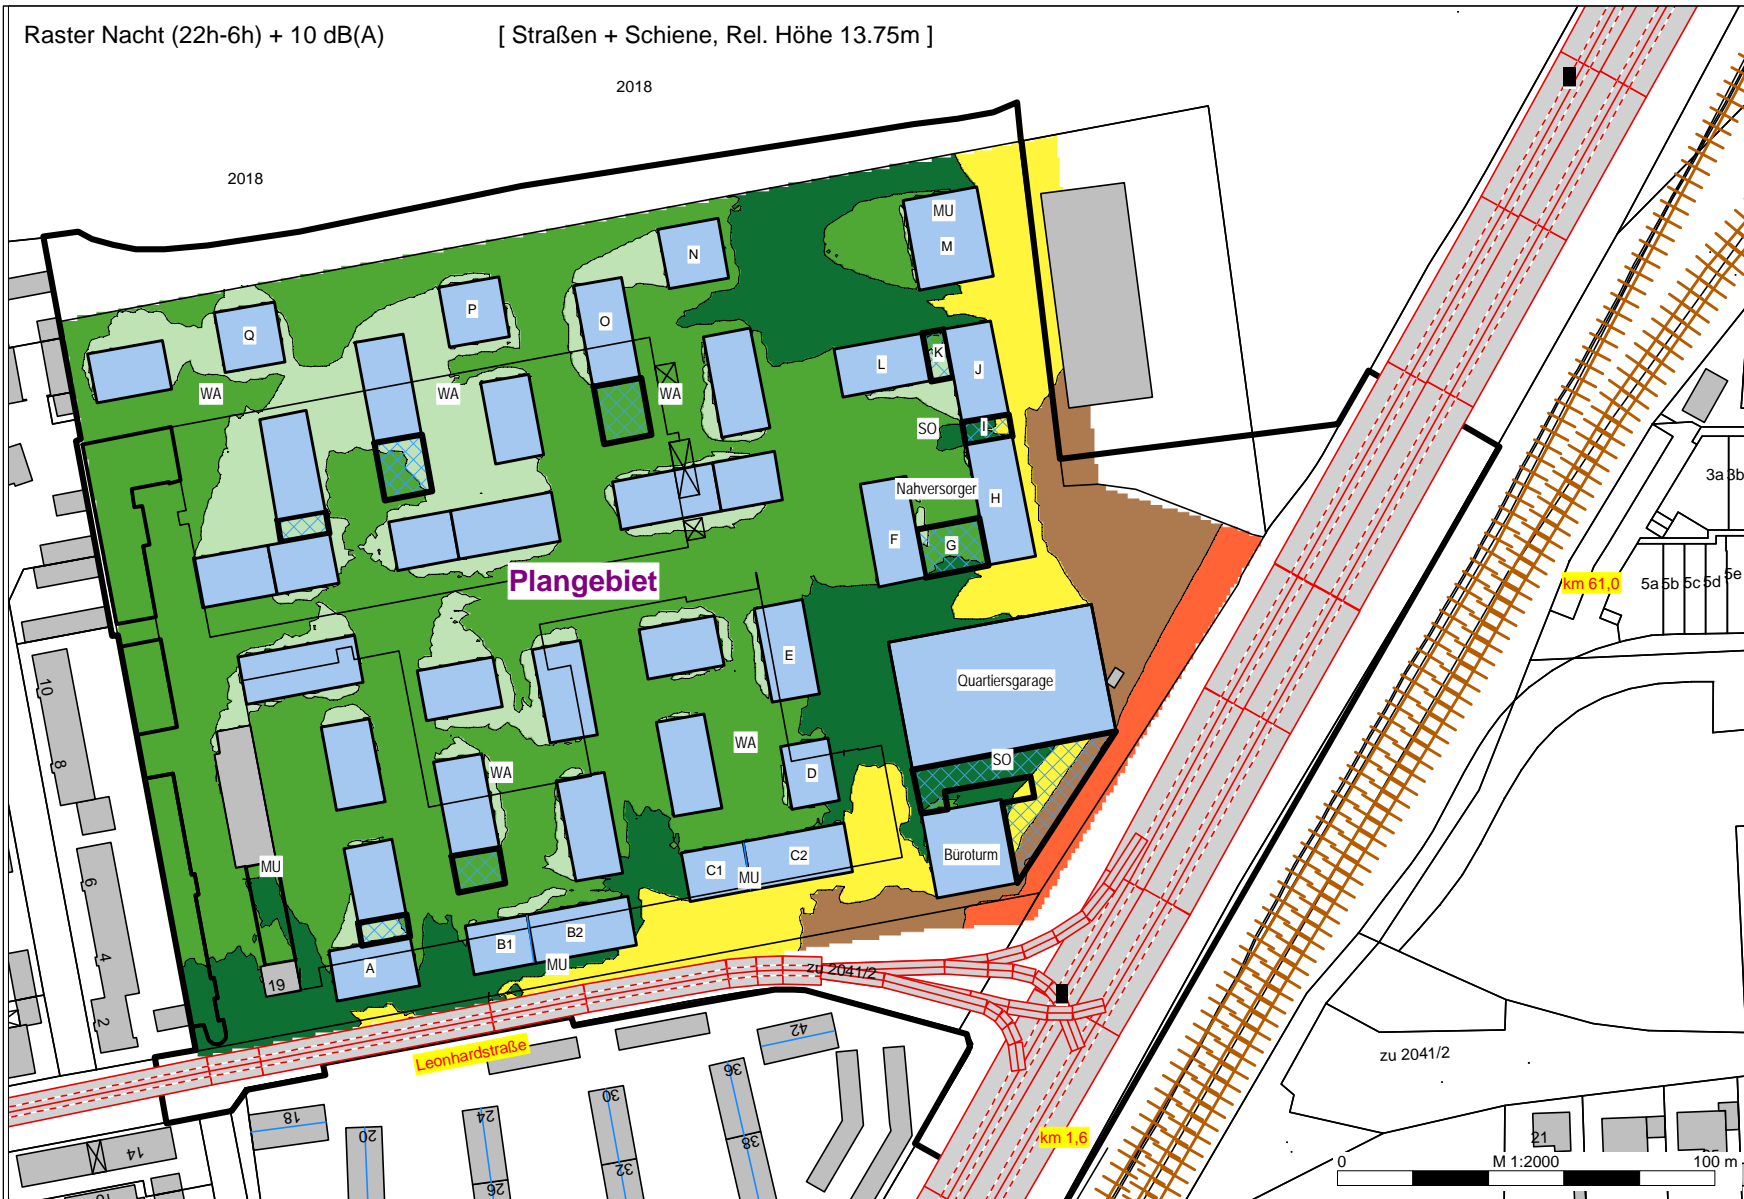 Raster Nacht (22h-6h) + 10 dB(A) [ Straßen + Schiene, Rel. Höhe 13.75m ]
2018
2018
MU
M
N
P
O
Q
K
L
J
WA
WA
WA
SO
I
Nahversorger
H
F
G
Plangebiet
3a 3b
km 61,0
5a 5b 5c 5d 5e
E
Quartiersgarage
10
8
WA
WA
SO
D
Büroturm
MU
C1
C2
MU
6
4
2
B1
B2
A
MU
19
zu 2041/2
Leonhardstraße
42
36
30
24
18
20
14
38
32
26
km 1,6
zu 2041/2
21
0 M 1:2000 100 m